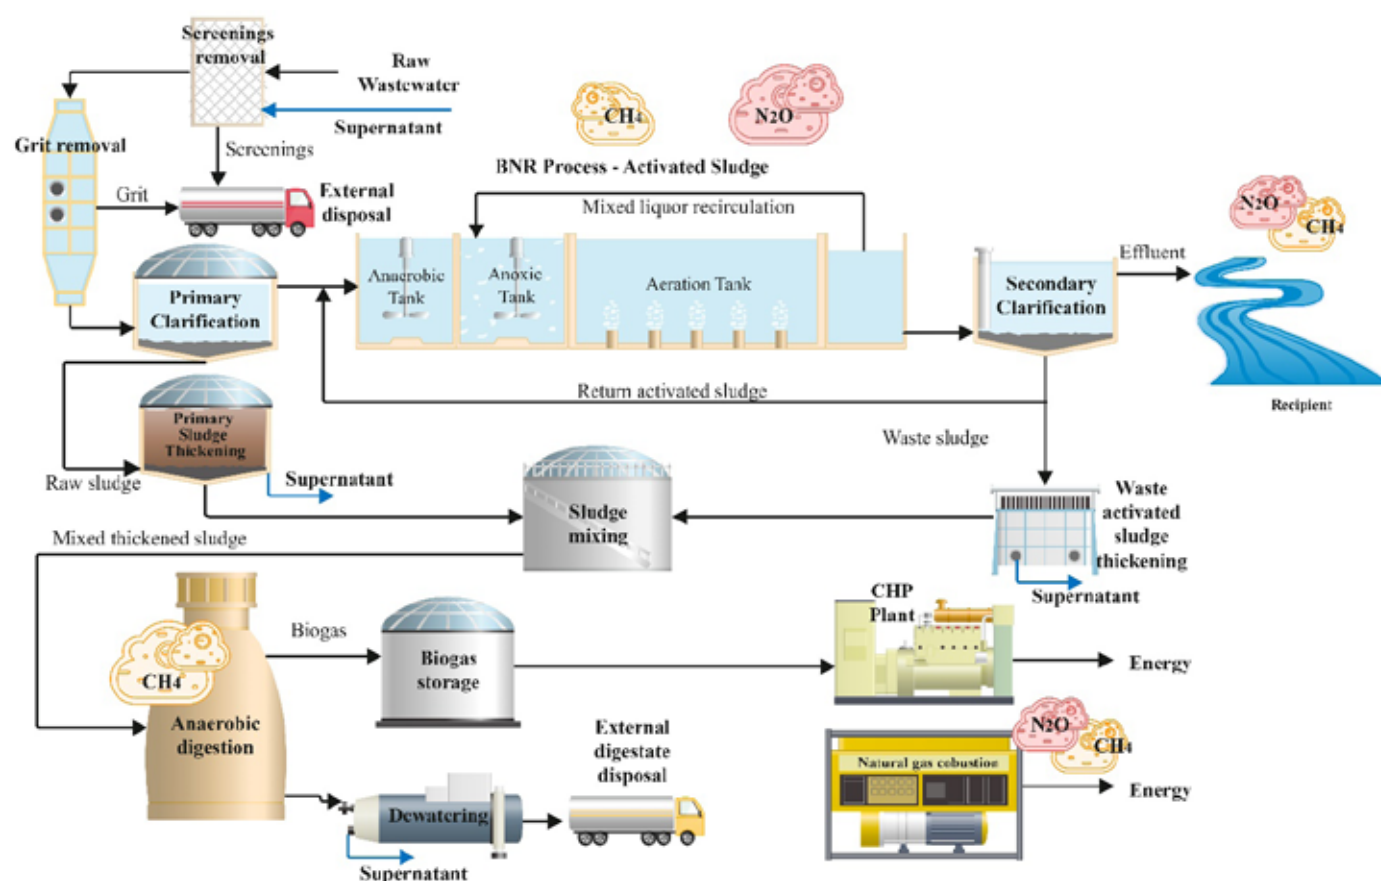 Screenings
removal
Raw
Wastewater
Supernatant
Screenings
Grit removal
Grit
External
disposal
CH4
N2O
BNR Process - Activated Sludge
Mixed liquor recirculation
Anaerobic
Tank
Anoxic
Tank
Aeration Tank
Primary
Clarification
Secondary
Clarification
Effluent
N2O
CH4
Recipient
Return activated sludge
Waste sludge
Primary
Sludge
Thickening
Raw sludge
Supernatant
Sludge
mixing
Waste
activated
sludge
thickening
Supernatant
Mixed thickened sludge
CH4
Anaerobic
digestion
Biogas
Biogas
storage
CHP
Plant
Energy
External
digestate
disposal
Dewatering
Supernatant
N2O
CH4
Natural gas cobustion
Energy